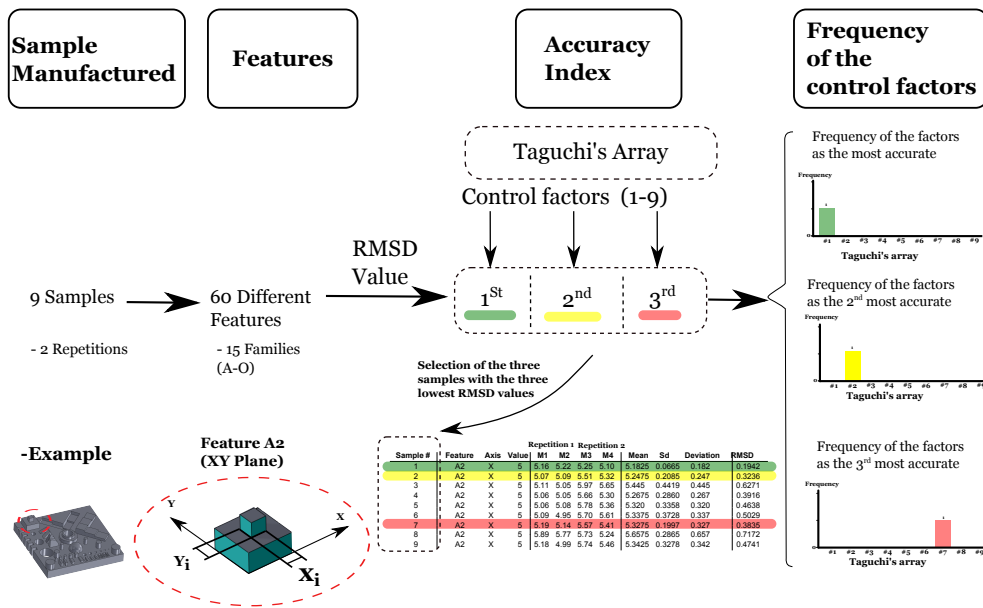 Sample
Manufactured
Features
Accuracy
Index
Frequency
of the
control factors
Taguchi's Array
Control factors (1-9)
RMSD
Value
9 Samples
- 2 Repetitions
60 Different
Features
- 15 Families
(A-O)
1St
2nd
3rd
Selection of the three
samples with the three
lowest RMSD values
Frequency of the factors
as the most accurate
Frequency
1
0
#1 #2 #3 #4 #5 #6 #7 #8 #9
Taguchi's array
Frequency of the factors
as the 2nd most accurate
Frequency
1
0
#1 #2 #3 #4 #5 #6 #7 #8 #9
Taguchi's array
Frequency of the factors
as the 3rd most accurate
Frequency
1
0
#1 #2 #3 #4 #5 #6 #7 #8 #9
Taguchi's array
-Example
Feature A2
(XY Plane)
Y
X
Yi
Xi
Repetition 1 Repetition 2
Sample # Feature Axis Value M1 M2 M3 M4 Mean Sd Deviation RMSD
1 A2 X 5 5.16 5.22 5.25 5.10 5.1825 0.0665 0.182 0.1942
2 A2 X 5 5.07 5.09 5.51 5.32 5.2475 0.2085 0.247 0.3236
3 A2 X 5 5.11 5.05 5.97 5.65 5.445 0.4419 0.445 0.6271
4 A2 X 5 5.06 5.05 5.66 5.30 5.2675 0.2860 0.267 0.3916
5 A2 X 5 5.06 5.08 5.78 5.36 5.320 0.3358 0.320 0.4638
6 A2 X 5 5.09 4.95 5.70 5.61 5.3375 0.3728 0.337 0.5029
7 A2 X 5 5.19 5.14 5.57 5.41 5.3275 0.1997 0.327 0.3835
8 A2 X 5 5.89 5.77 5.73 5.24 5.6575 0.2865 0.657 0.7172
9 A2 X 5 5.18 4.99 5.74 5.46 5.3425 0.3278 0.342 0.4741